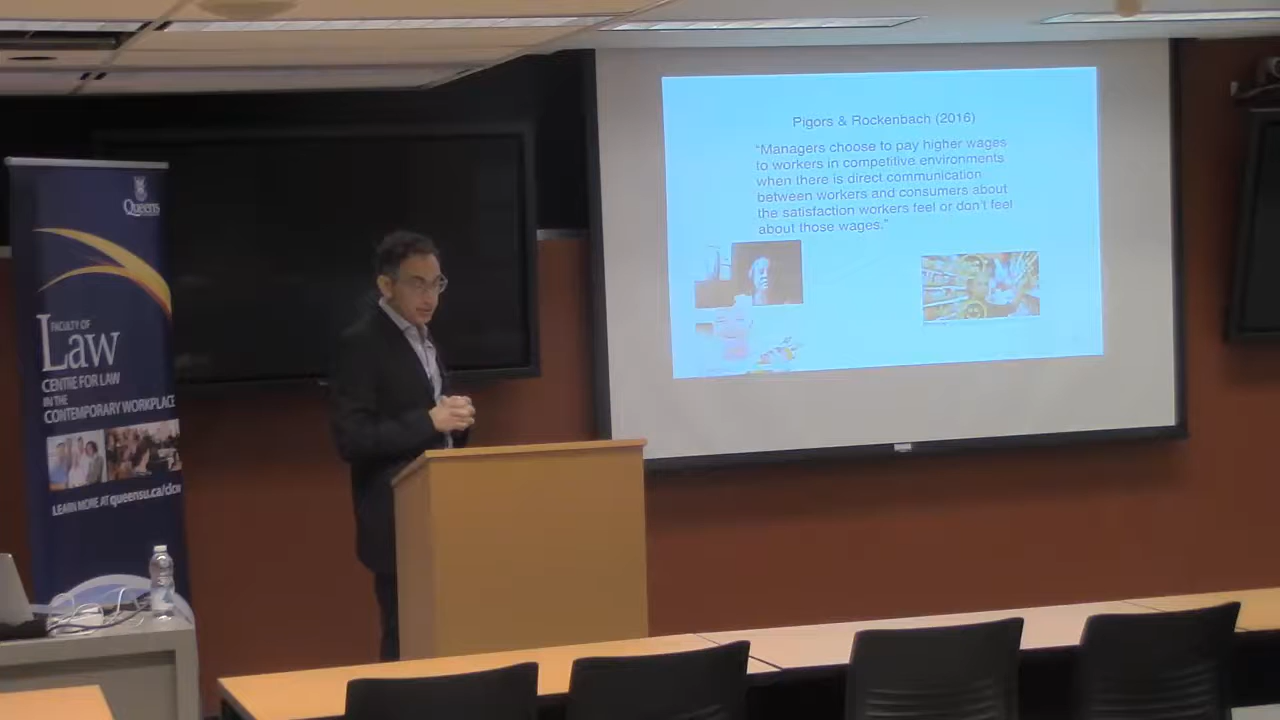 Queen's
FACULTY OF
Law
CENTRE FOR LAW
IN THE
CONTEMPORARY WORKPLACE
LEARN MORE AT queensu.ca/clcw
Pigors & Rockenbach (2016)
“Managers choose to pay higher wages
to workers in competitive environments
when there is direct communication
between workers and consumers about
the satisfaction workers feel or don’t feel
about those wages.”